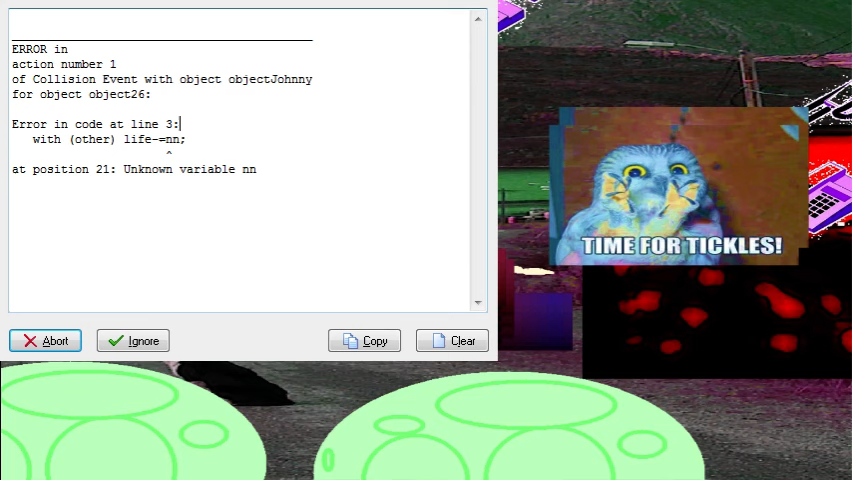 ERROR in
action number 1
of Collision Event with object objectJohnny
for object object26:
Error in code at line 3:
with (other) life-=nn;
^
at position 21: Unknown variable nn
Abort
Ignore
Copy
Clear
TIME FOR TICKLES!